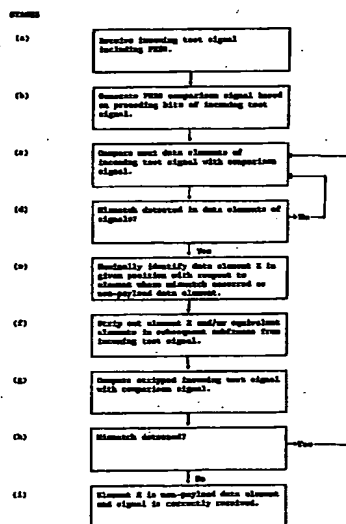 STAGES
(a) Receive incoming test signal
including PRBS.
(b) Generate PRBS comparison signal based
on preceding bits of incoming test
signal.
(c) Compare next data elements of
incoming test signal with comparison
signal.
(d) Mismatch detected in data elements of
signals?
No
Yes
(e) Nominally identify data element X in
given position with respect to
element where mismatch occurred as
non-payload data element.
(f) Strip out element X and/or equivalent
elements in subsequent subframes from
incoming test signal.
(g) Compare stripped incoming test signal
with comparison signal.
(h) Mismatch detected?
Yes
No
(i) Element X is non-payload data element
and signal is correctly received.